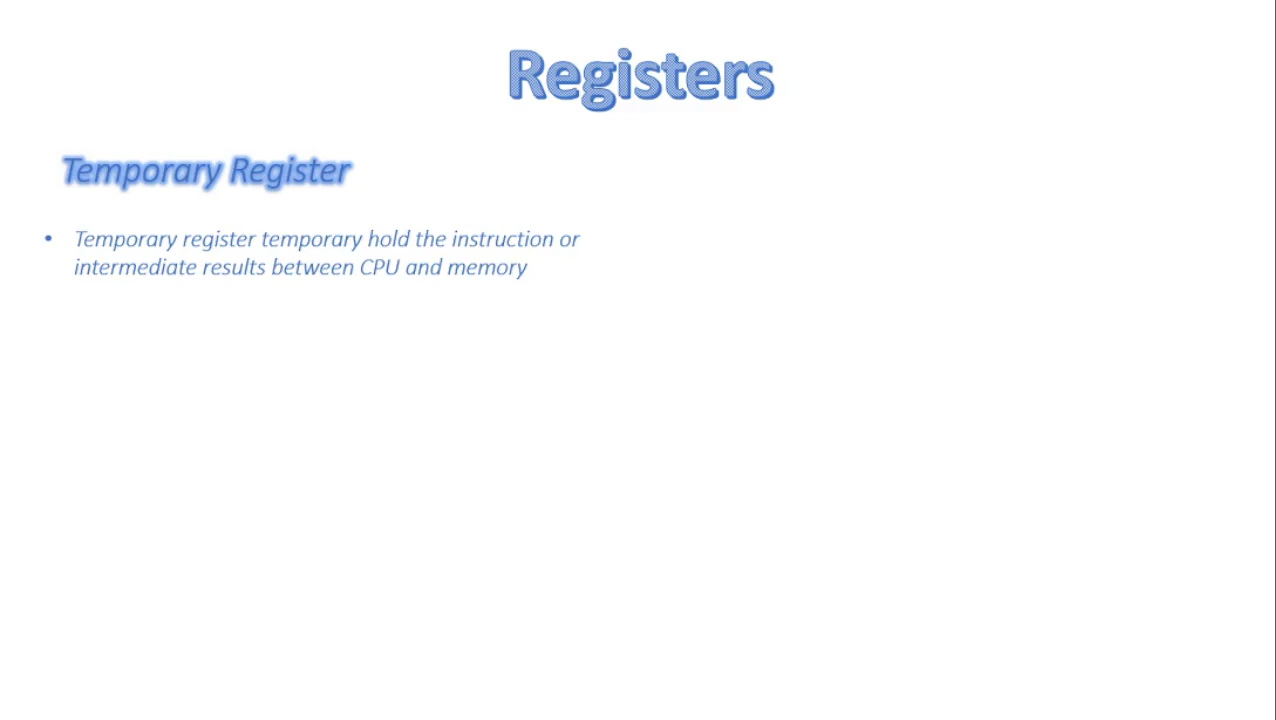 Registers
Temporary Register
• Temporary register temporary hold the instruction or
intermediate results between CPU and memory